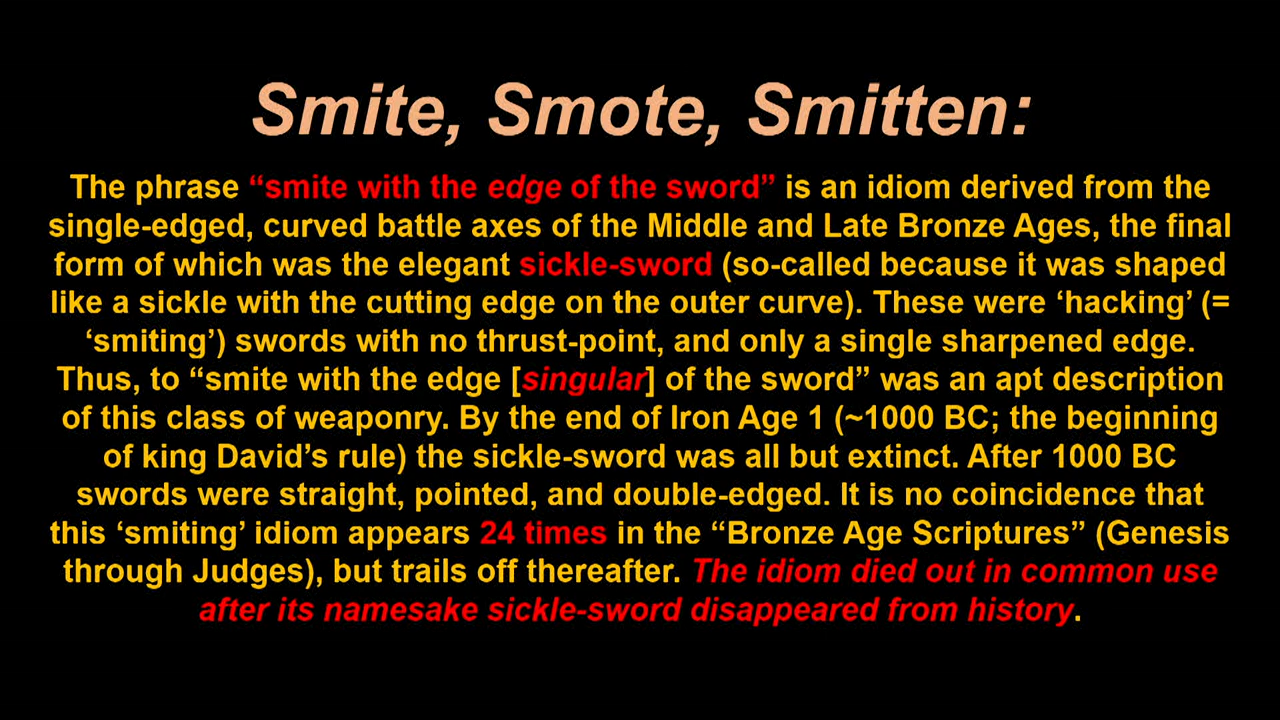 Smite, Smote, Smitten:
The phrase “smite with the edge of the sword” is an idiom derived from the
single-edged, curved battle axes of the Middle and Late Bronze Ages, the final
form of which was the elegant sickle-sword (so-called because it was shaped
like a sickle with the cutting edge on the outer curve). These were ‘hacking’ (=
‘smiting’) swords with no thrust-point, and only a single sharpened edge.
Thus, to “smite with the edge [singular] of the sword” was an apt description
of this class of weaponry. By the end of Iron Age 1 (~1000 BC; the beginning
of king David’s rule) the sickle-sword was all but extinct. After 1000 BC
swords were straight, pointed, and double-edged. It is no coincidence that
this ‘smiting’ idiom appears 24 times in the “Bronze Age Scriptures” (Genesis
through Judges), but trails off thereafter. The idiom died out in common use
after its namesake sickle-sword disappeared from history.